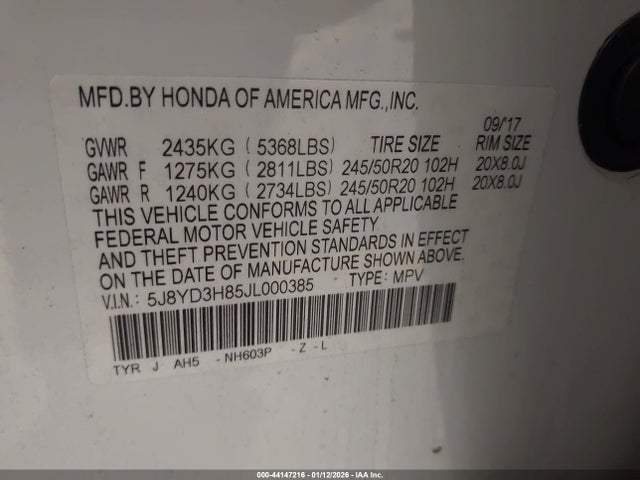 MFD.BY HONDA OF AMERICA MFG.,INC.
09/'17
GVWR 2435KG ( 5368LBS) TIRE SIZE RIM SIZE
GAWR F 1275KG ( 2811LBS) 245/50R20 102H 20X8.0J
GAWR R 1240KG ( 2734LBS) 245/50R20 102H 20X8.0J
THIS VEHICLE CONFORMS TO ALL APPLICABLE
FEDERAL MOTOR VEHICLE SAFETY
AND THEFT PREVENTION STANDARDS IN EFFECT
ON THE DATE OF MANUFACTURE SHOWN ABOVE.
V.I.N.: 5J8YD3H85JL000385 TYPE: MPV
TYR J AH5 -NH603P -Z -L
000-44147216 - 01/12/2026 - IAA Inc.